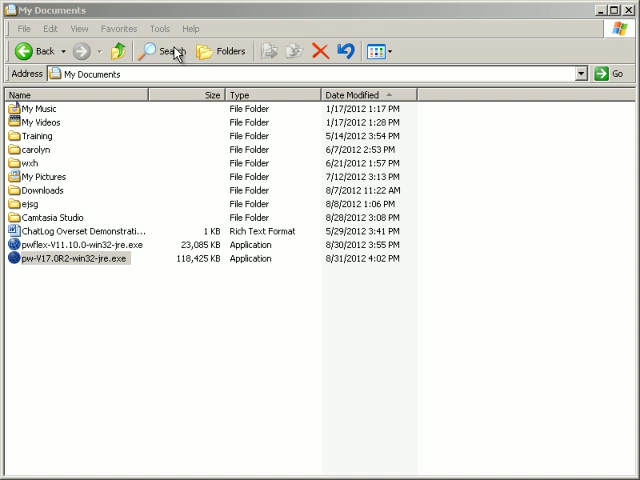 My Documents
File Edit View Favorites Tools Help
Back Search Folders
Address My Documents Go
Name Size Type Date Modified
My Music File Folder 1/17/2012 1:17 PM
My Videos File Folder 1/17/2012 1:28 PM
Training File Folder 5/14/2012 3:54 PM
carolyn File Folder 6/7/2012 2:53 PM
wxh File Folder 6/21/2012 1:57 PM
My Pictures File Folder 7/12/2012 3:13 PM
Downloads File Folder 8/7/2012 11:22 AM
ejsg File Folder 8/8/2012 1:06 PM
Camtasia Studio File Folder 8/28/2012 3:08 PM
ChatLog Overset Demonstrati... 1 KB Rich Text Format 5/29/2012 3:41 PM
pwflex-V11.10.0-win32-jre.exe 23,085 KB Application 8/30/2012 3:55 PM
pw-V17.0R2-win32-jre.exe 118,425 KB Application 8/31/2012 4:02 PM